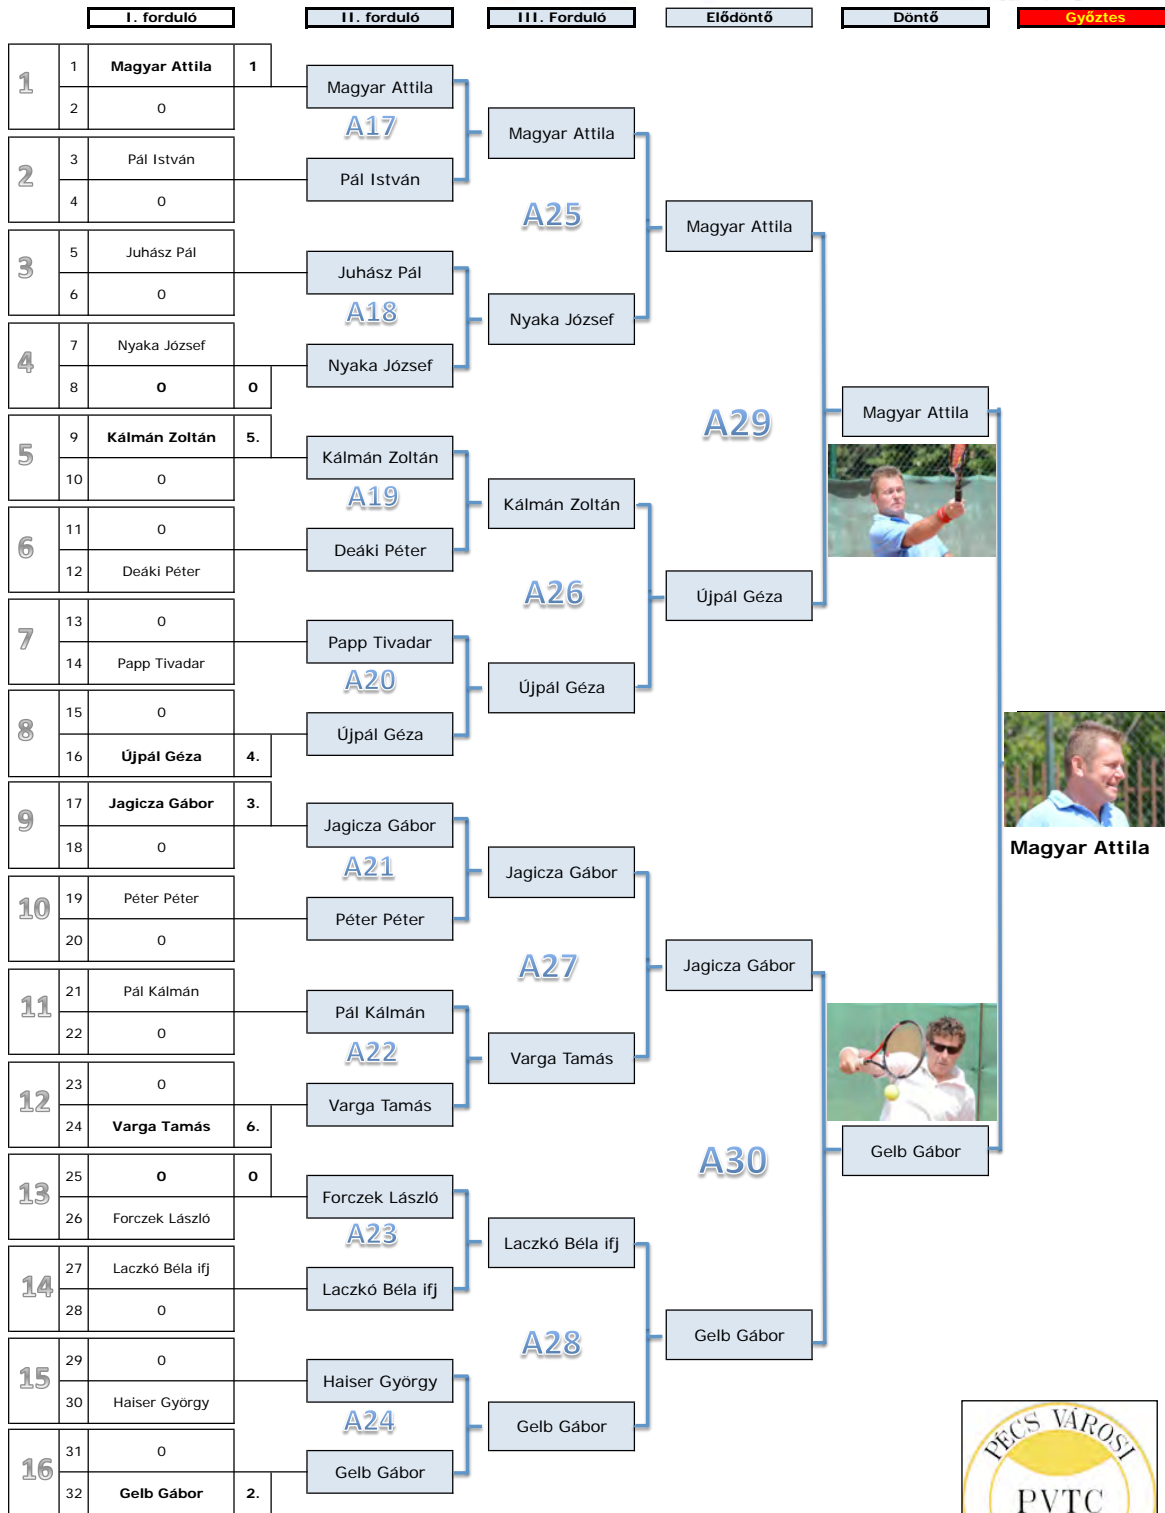 I. forduló II. forduló III. Forduló Elődöntő Döntő Győztes
1 1 Magyar Attila 1
2 0
Magyar Attila
A17
Pál István
2 3 Pál István
4 0
3 5 Juhász Pál
6 0
Juhász Pál
A18
Nyaka József
4 7 Nyaka József
8 0 0
5 9 Kálmán Zoltán 5.
10 0
Kálmán Zoltán
A19
Deáki Péter
6 11 0
12 Deáki Péter
7 13 0
14 Papp Tivadar
Papp Tivadar
A20
Újpál Géza
8 15 0
16 Újpál Géza 4.
9 17 Jagicza Gábor 3.
18 0
Jagicza Gábor
A21
Péter Péter
10 19 Péter Péter
20 0
11 21 Pál Kálmán
22 0
Pál Kálmán
A22
Varga Tamás
12 23 0
24 Varga Tamás 6.
13 25 0 0
26 Forczek László
Forczek László
A23
Laczkó Béla ifj
14 27 Laczkó Béla ifj
28 0
15 29 0
30 Haiser György
Haiser György
A24
Gelb Gábor
16 31 0
32 Gelb Gábor 2.
Magyar Attila
A25
Nyaka József
Kálmán Zoltán
A26
Újpál Géza
Jagicza Gábor
A27
Varga Tamás
Laczkó Béla ifj
A28
Gelb Gábor
Magyar Attila
A29
Újpál Géza
Jagicza Gábor
A30
Gelb Gábor
Magyar Attila
Gelb Gábor
Magyar Attila
PÉCS VÁROSI
PVTC